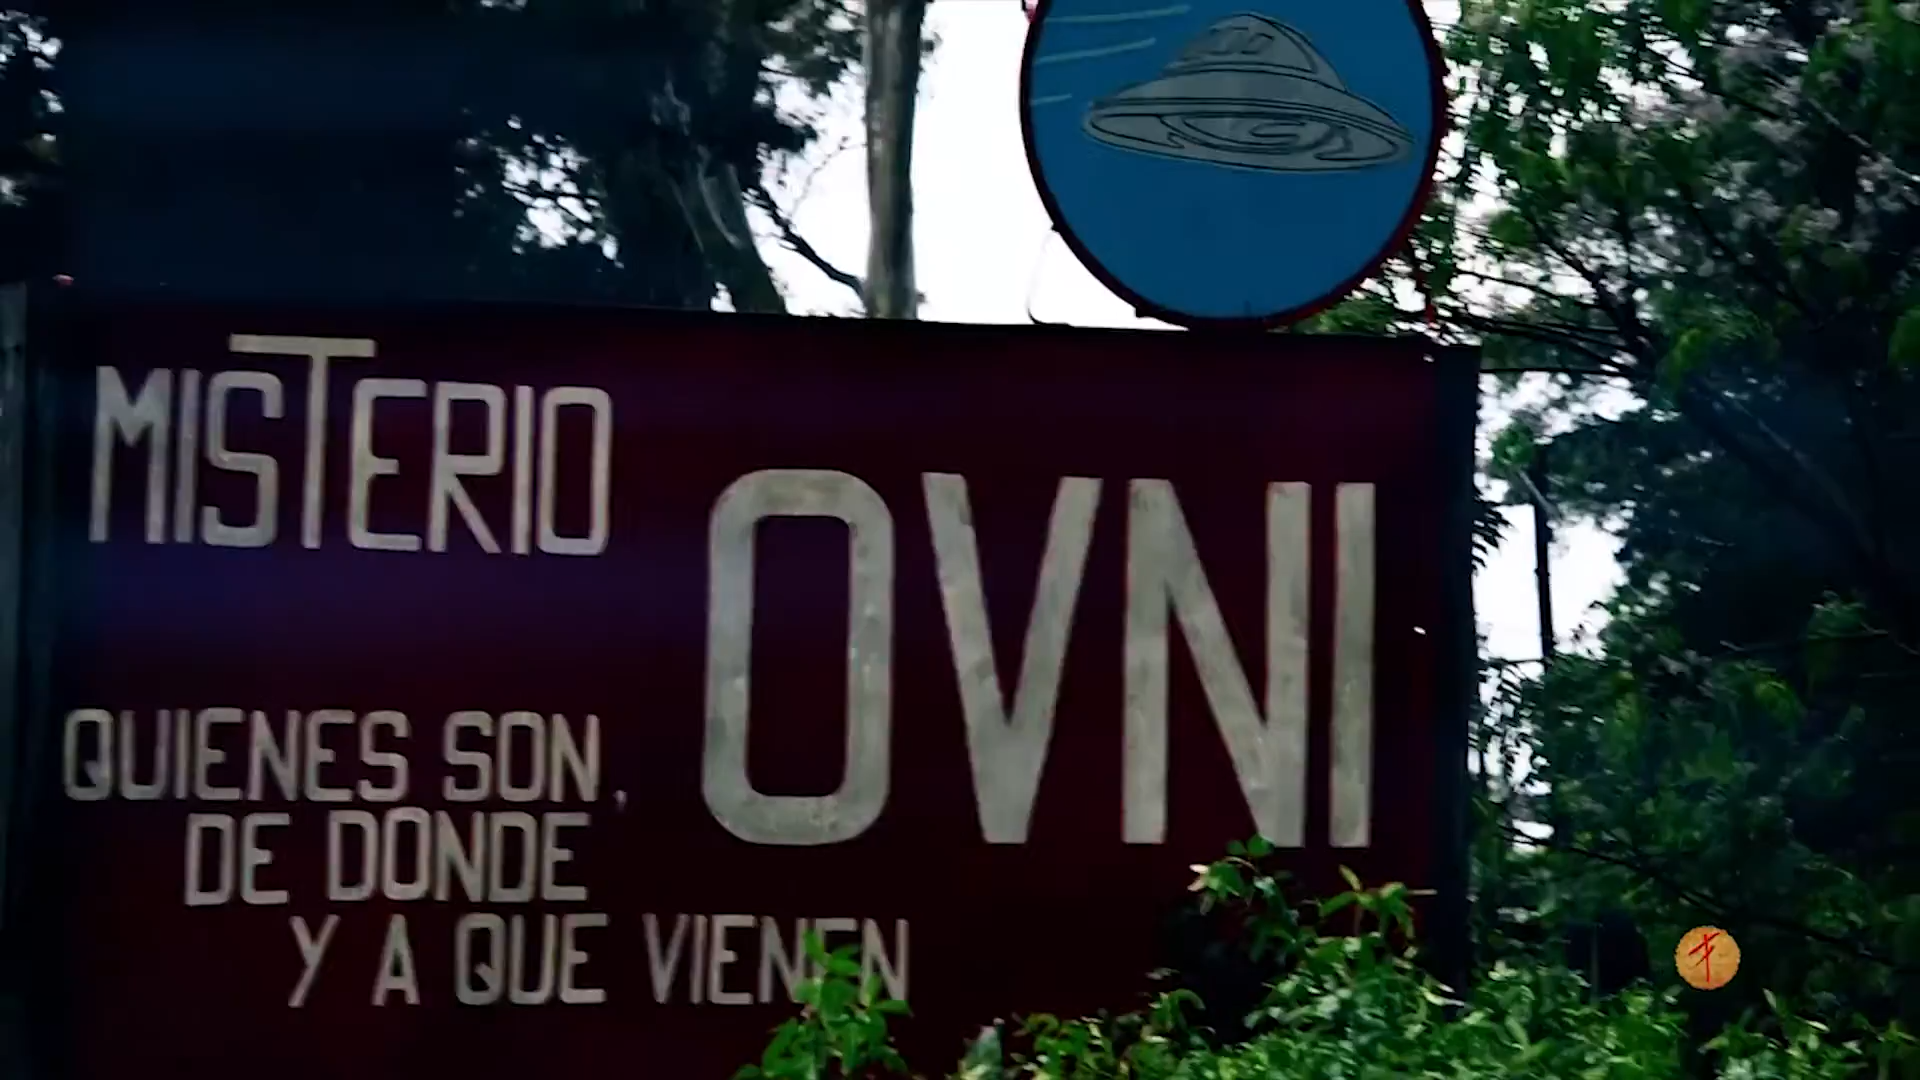 MISTERIO
OVNI
QUIENES SON,
DE DONDE
Y A QUE VIENEN